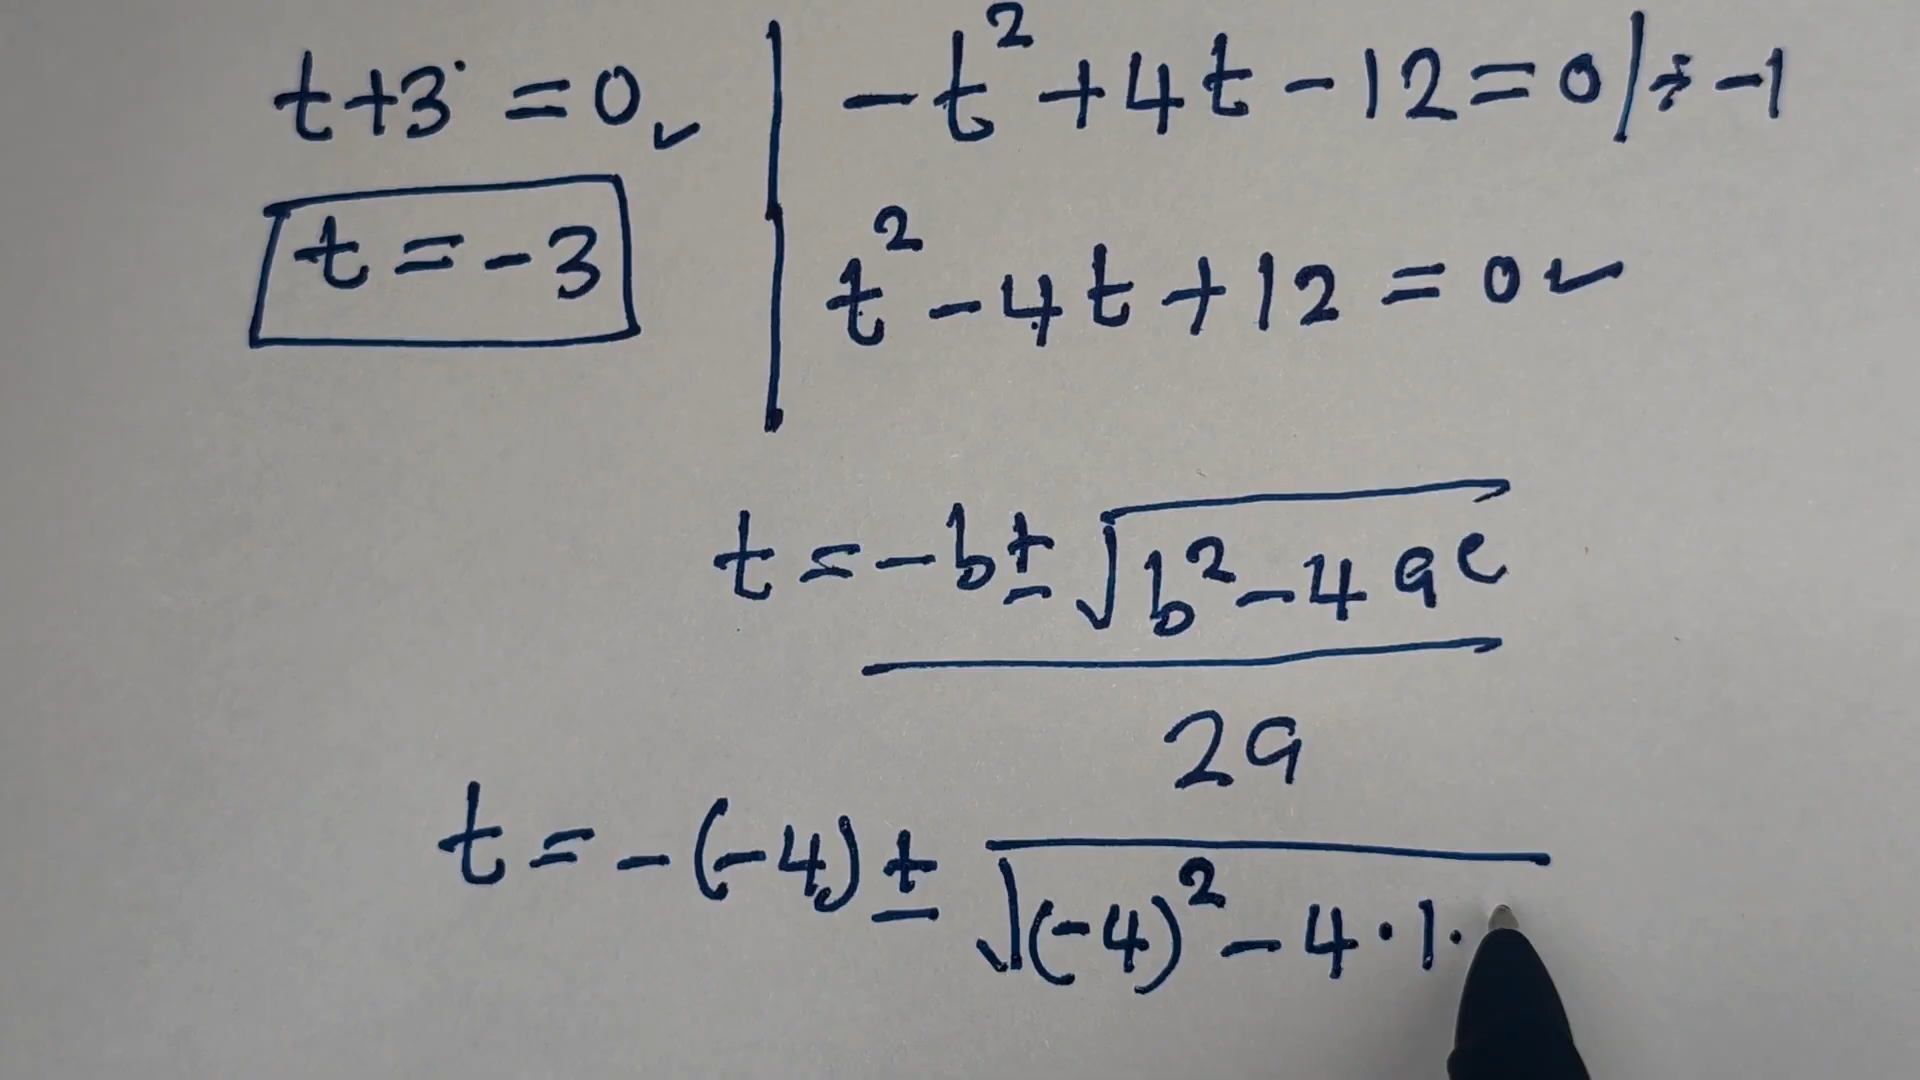 t+3 = 0 ✓
t = -3
-t² + 4t - 12 = 0 / ÷ -1
t² - 4t + 12 = 0 ✓
t = -b ± √b² - 4ac
2a
t = -(-4) ± √(-4)² - 4 · 1 ·